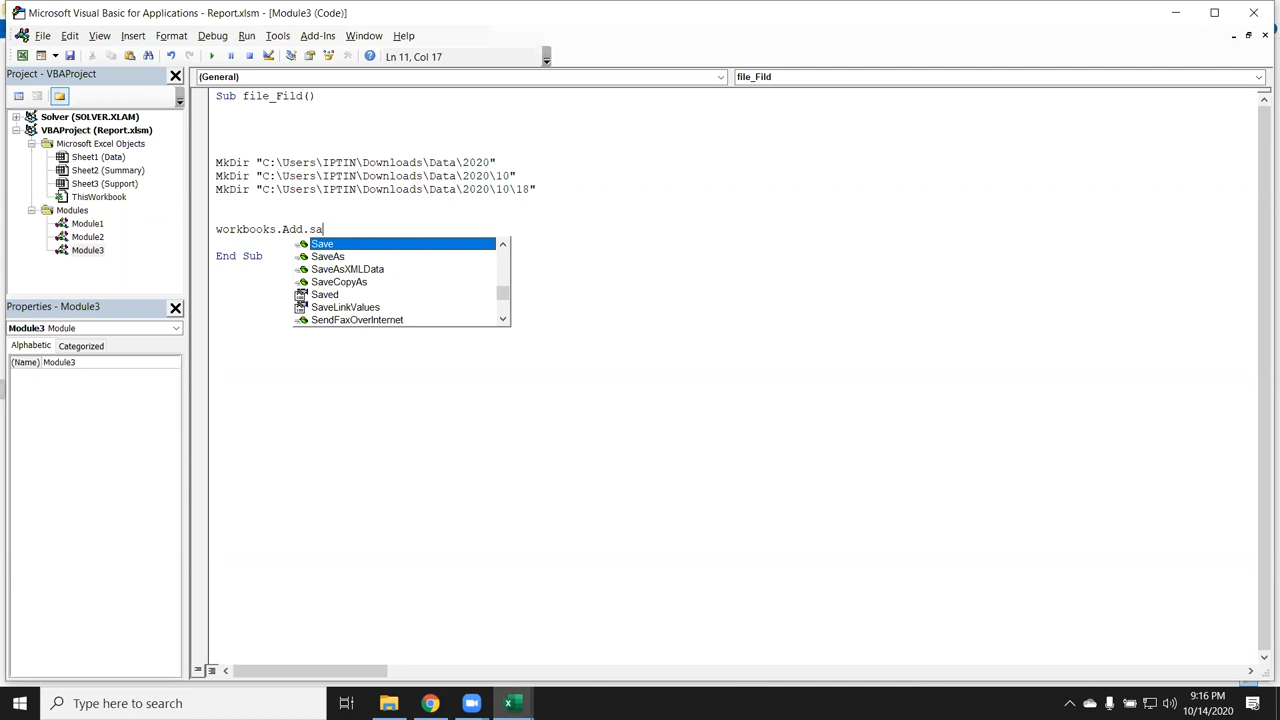 Microsoft Visual Basic for Applications - Report.xlsm - [Module3 (Code)]
File Edit View Insert Format Debug Run Tools Add-Ins Window Help
Ln 11, Col 17
Project - VBAProject
(General)
file_Fild
Solver (SOLVER.XLAM)
VBAProject (Report.xlsm)
Microsoft Excel Objects
Sheet1 (Data)
Sheet2 (Summary)
Sheet3 (Support)
ThisWorkbook
Modules
Module1
Module2
Module3
Properties - Module3
Module3 Module
Alphabetic Categorized
(Name) Module3
Sub file_Fild()
MkDir "C:\Users\IPTIN\Downloads\Data\2020"
MkDir "C:\Users\IPTIN\Downloads\Data\2020\10"
MkDir "C:\Users\IPTIN\Downloads\Data\2020\10\18"
workbooks.Add.sa
Save
SaveAs
SaveAsXMLData
SaveCopyAs
Saved
SaveLinkValues
SendFaxOverInternet
End Sub
Type here to search
9:16 PM
10/14/2020